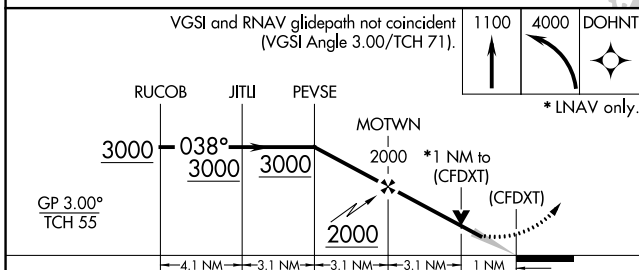 VGSI and RNAV glidepath not coincident
(VGSI Angle 3.00/TCH 71).
1100
4000
DOHNT
* LNAV only.
RUCOB
JITLI
PEVSE
MOTWN
2000
*1 NM to
(CFDXT)
(CFDXT)
3000
038°
3000
3000
2000
GP 3.00°
TCH 55
4.1 NM
3.1 NM
3.1 NM
3.1 NM
1 NM